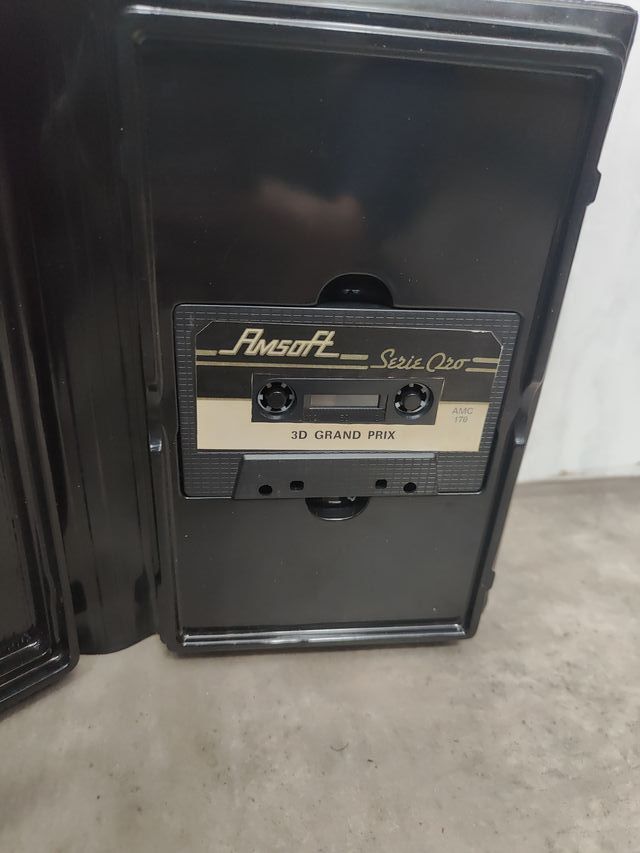 Amsoft
Serie Oro
AMC
170
3D GRAND PRIX